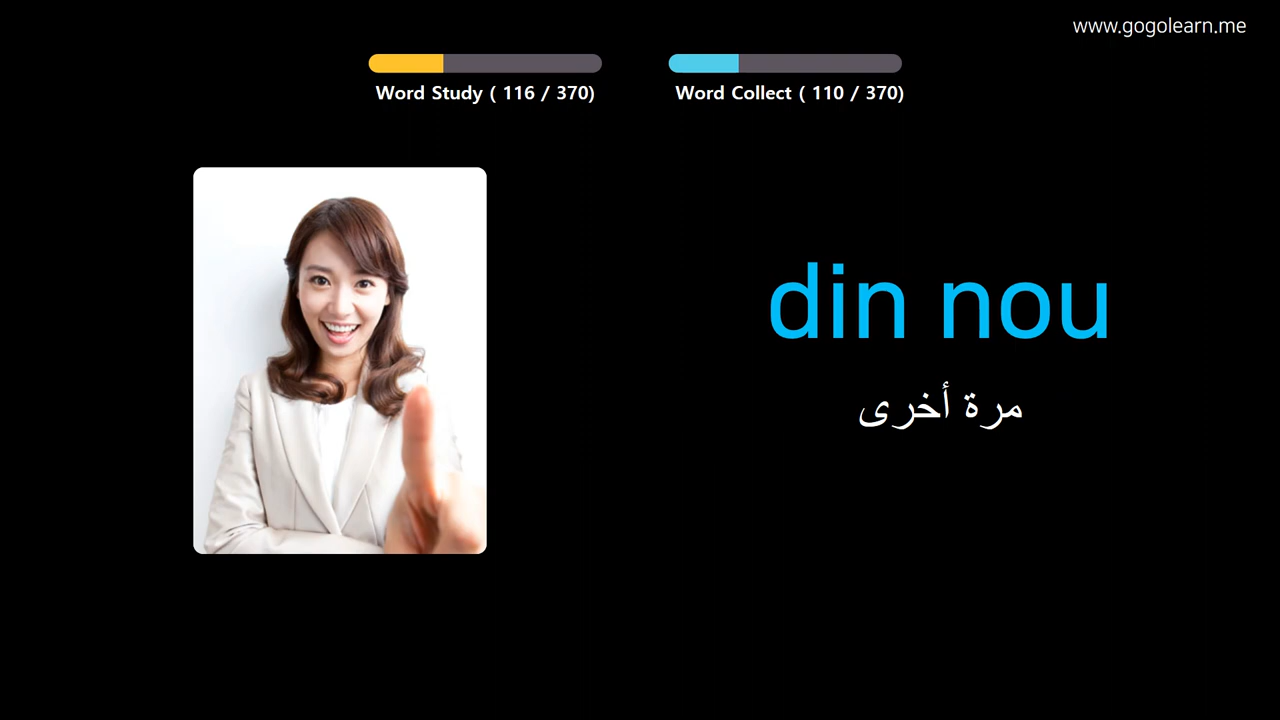 www.gogolearn.me
Word Study ( 116 / 370)
Word Collect ( 110 / 370)
din nou
مرة أخرى